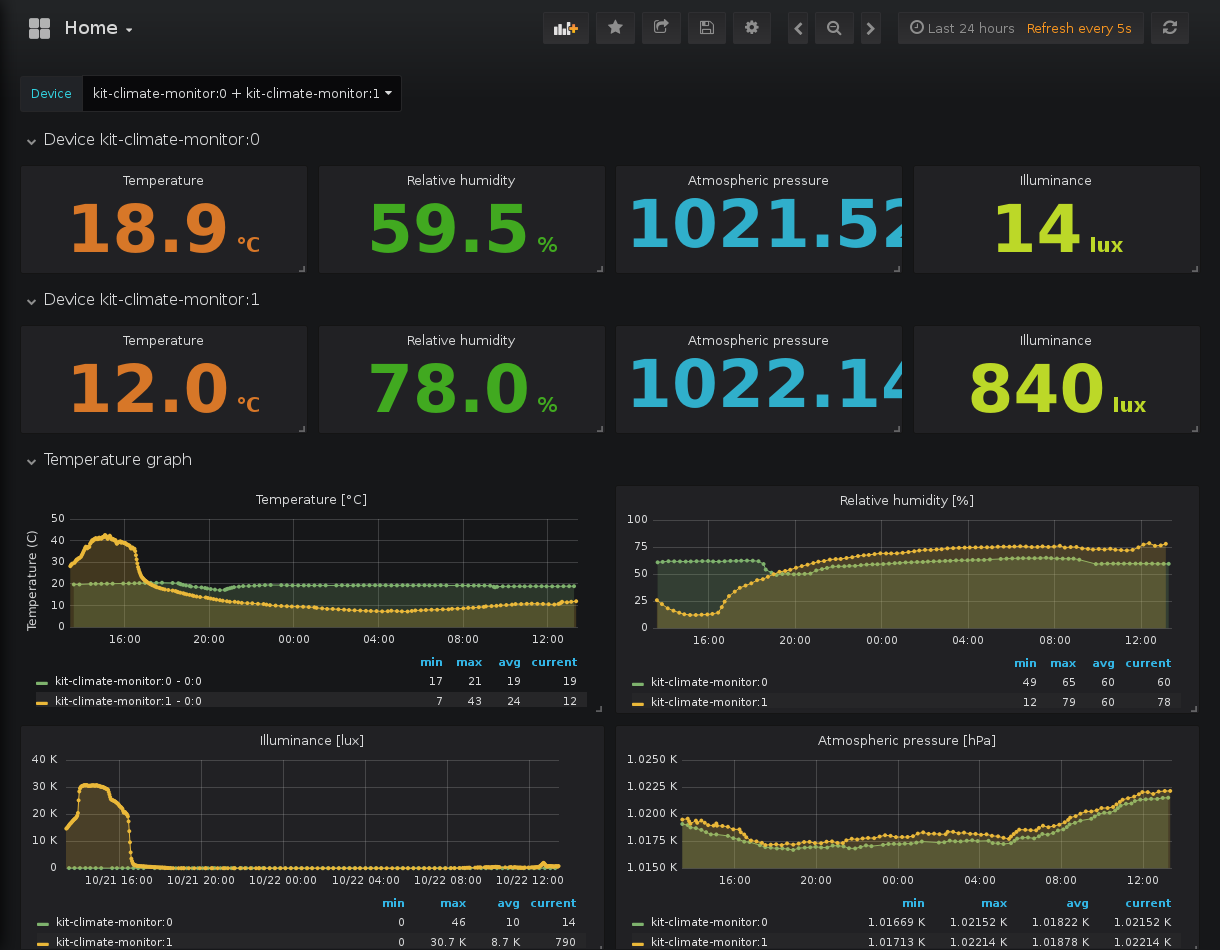 Home
Last 24 hours Refresh every 5s
Device kit-climate-monitor:0 + kit-climate-monitor:1
Device kit-climate-monitor:0
Temperature Relative humidity Atmospheric pressure Illuminance
18.9 °C 59.5 % 1021.52 14 lux
Device kit-climate-monitor:1
Temperature Relative humidity Atmospheric pressure Illuminance
12.0 °C 78.0 % 1022.14 840 lux
Temperature graph
Temperature [°C]
Temperature (C)
50
40
30
20
10
0
16:00 20:00 00:00 04:00 08:00 12:00
min max avg current
kit-climate-monitor:0 - 0:0 17 21 19 19
kit-climate-monitor:1 - 0:0 7 43 24 12
Relative humidity [%]
100
75
50
25
0
16:00 20:00 00:00 04:00 08:00 12:00
min max avg current
kit-climate-monitor:0 49 65 60 60
kit-climate-monitor:1 12 79 60 78
Illuminance [lux]
40 K
30 K
20 K
10 K
0
10/21 16:00 10/21 20:00 10/22 00:00 10/22 04:00 10/22 08:00 10/22 12:00
min max avg current
kit-climate-monitor:0 0 46 10 14
kit-climate-monitor:1 0 30.7 K 8.7 K 790
Atmospheric pressure [hPa]
1.0250 K
1.0225 K
1.0200 K
1.0175 K
1.0150 K
16:00 20:00 00:00 04:00 08:00 12:00
min max avg current
kit-climate-monitor:0 1.01669 K 1.02152 K 1.01822 K 1.02152 K
kit-climate-monitor:1 1.01713 K 1.02214 K 1.01878 K 1.02214 K